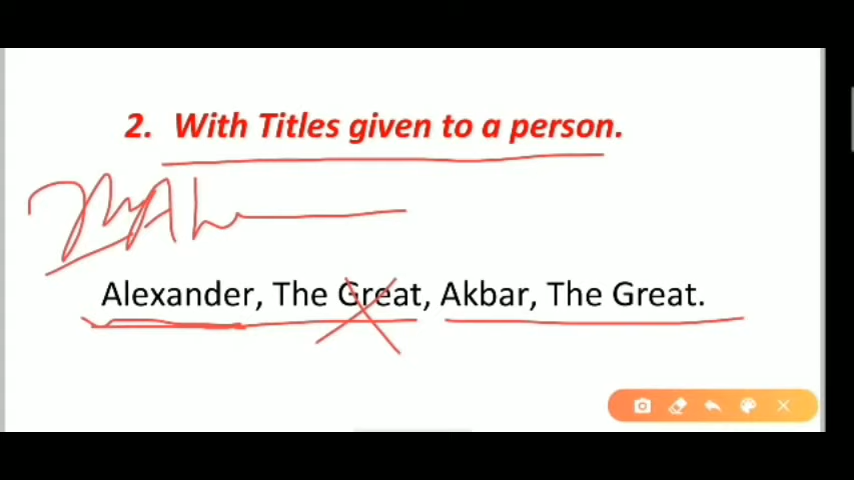 2. With Titles given to a person.
Alexander, The Great, Akbar, The Great.